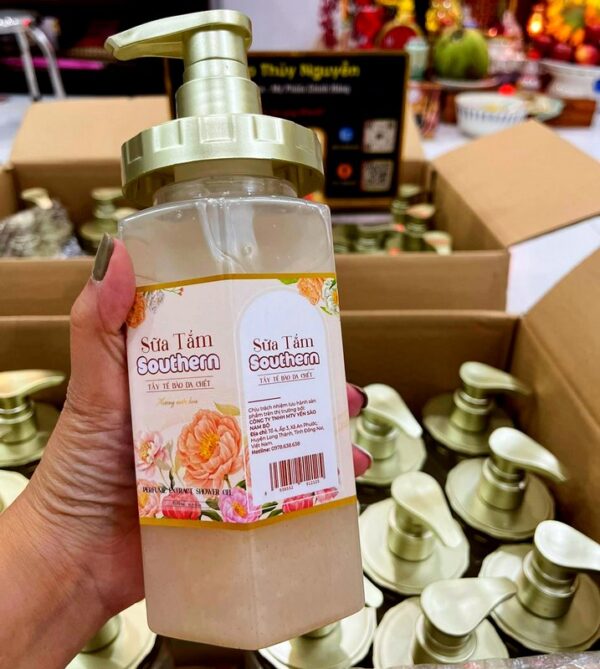 Thủy Nguyễn
Sữa Tắm
Southern
TẨY TẾ BÀO DA CHẾT
Hương nước hoa
PERFUME EXTRACT SHOWER GEL
Sữa Tắm
Southern
TẨY TẾ BÀO DA CHẾT
Chịu trách nhiệm lưu hành sản
phẩm trên thị trường bởi:
CÔNG TY TNHH MTV YẾN SÀO
NAM BỘ
Địa chỉ: Tổ 4, Ấp 3, Xã An Phước,
Huyện Long Thành, Tỉnh Đồng Nai,
Việt Nam.
Hotline: 0978.638.638